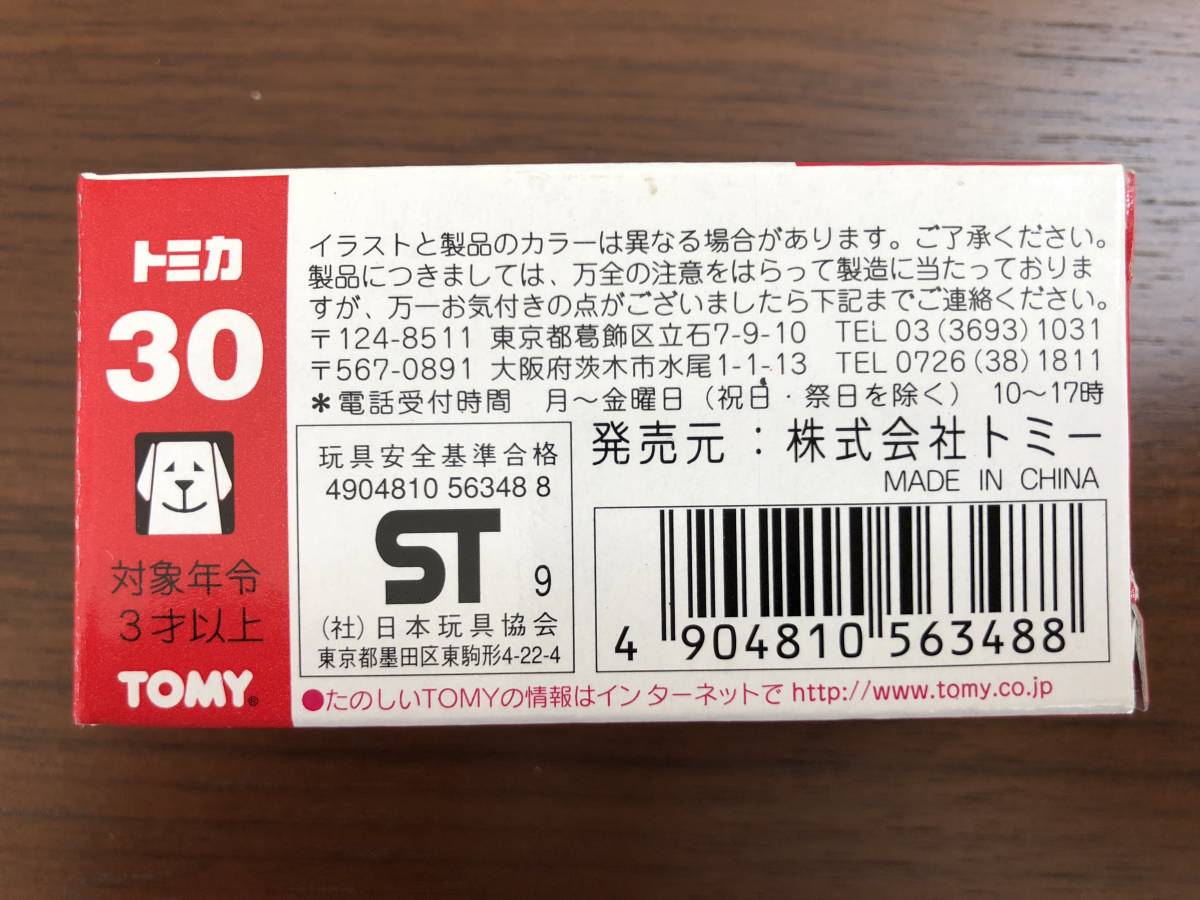 トミカ
30
対象年令
3才以上
TOMY®
イラストと製品のカラーは異なる場合があります。ご了承ください。
製品につきましては、万全の注意をはらって製造に当たっておりま
すが、万一お気付きの点がございましたら下記までご連絡ください。
〒124-8511 東京都葛飾区立石7-9-10 TEL 03(3693)1031
〒567-0891 大阪府茨木市水尾1-1-13 TEL 0726(38)1811
＊電話受付時間 月～金曜日(祝日・祭日を除く) 10～17時
玩具安全基準合格
4904810 56348 8
ST 9
(社)日本玩具協会
東京都墨田区東駒形4-22-4
発売元:株式会社トミー
MADE IN CHINA
4 904810 563488
●たのしいTOMYの情報はインターネットで http://www.tomy.co.jp